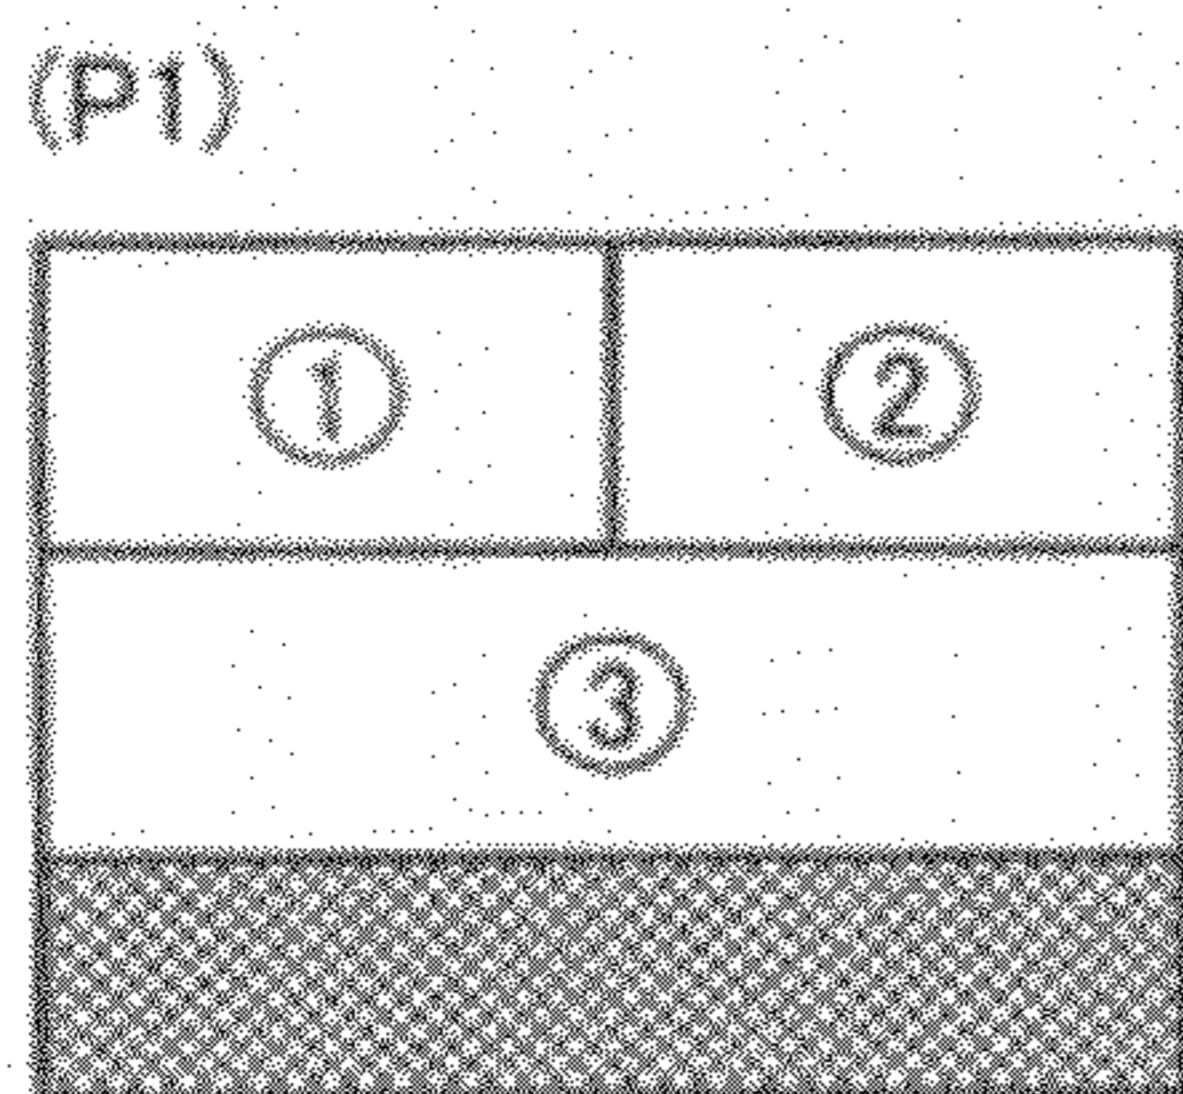 (P1)
① ②
③